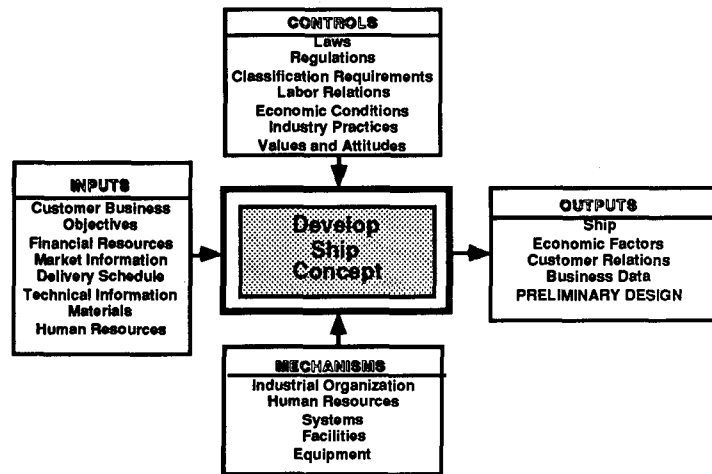 CONTROLS
Laws
Regulations
Classification Requirements
Labor Relations
Economic Conditions
Industry Practices
Values and Attitudes
INPUTS
Customer Business
Objectives
Financial Resources
Market Information
Delivery Schedule
Technical Information
Materials
Human Resources
Develop
Ship
Concept
OUTPUTS
Ship
Economic Factors
Customer Relations
Business Data
PRELIMINARY DESIGN
MECHANISMS
Industrial Organization
Human Resources
Systems
Facilities
Equipment